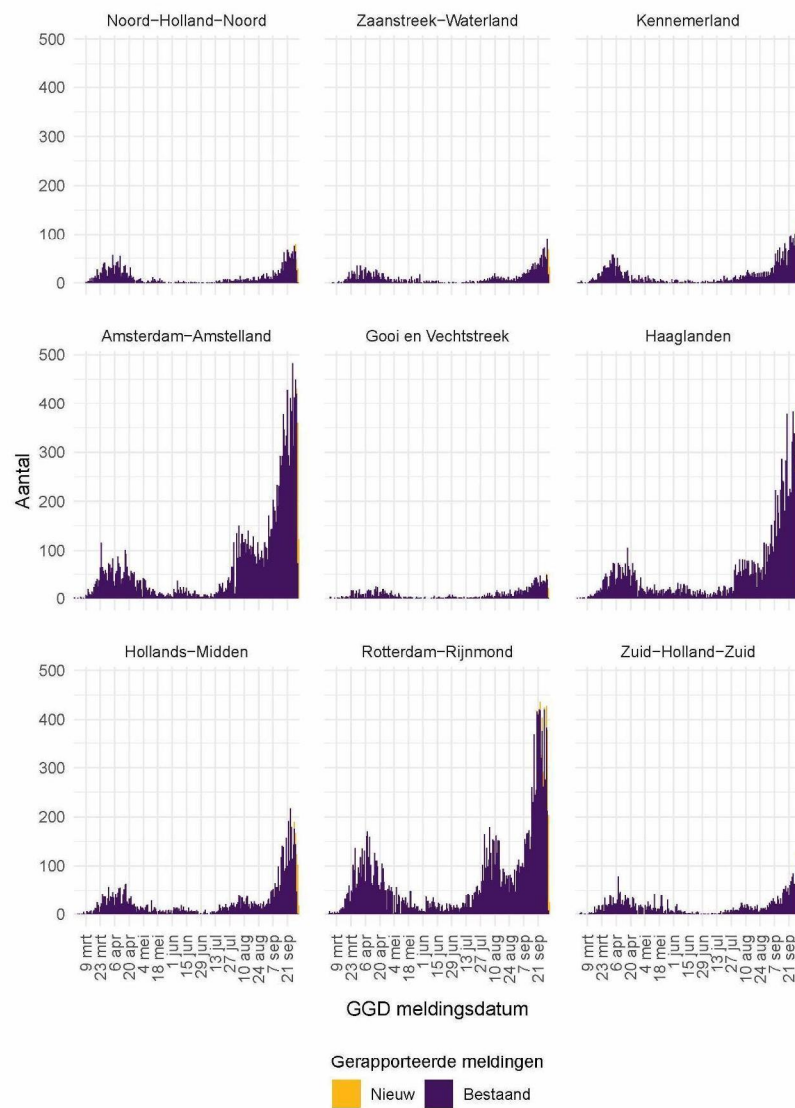 Noord−Holland−Noord Zaanstreek−Waterland Kennemerland
500
400
300
200
100
0
Amsterdam−Amstelland Gooi en Vechtstreek Haaglanden
500
400
300
200
100
0
Aantal
Hollands−Midden Rotterdam−Rijnmond Zuid−Holland−Zuid
500
400
300
200
100
0
9 mrt
23 mrt
6 apr
20 apr
4 mei
18 mei
1 jun
15 jun
29 jun
13 jul
27 jul
10 aug
24 aug
7 sep
21 sep
9 mrt
23 mrt
6 apr
20 apr
4 mei
18 mei
1 jun
15 jun
29 jun
13 jul
27 jul
10 aug
24 aug
7 sep
21 sep
9 mrt
23 mrt
6 apr
20 apr
4 mei
18 mei
1 jun
15 jun
29 jun
13 jul
27 jul
10 aug
24 aug
7 sep
21 sep
GGD meldingsdatum
Gerapporteerde meldingen
Nieuw Bestaand